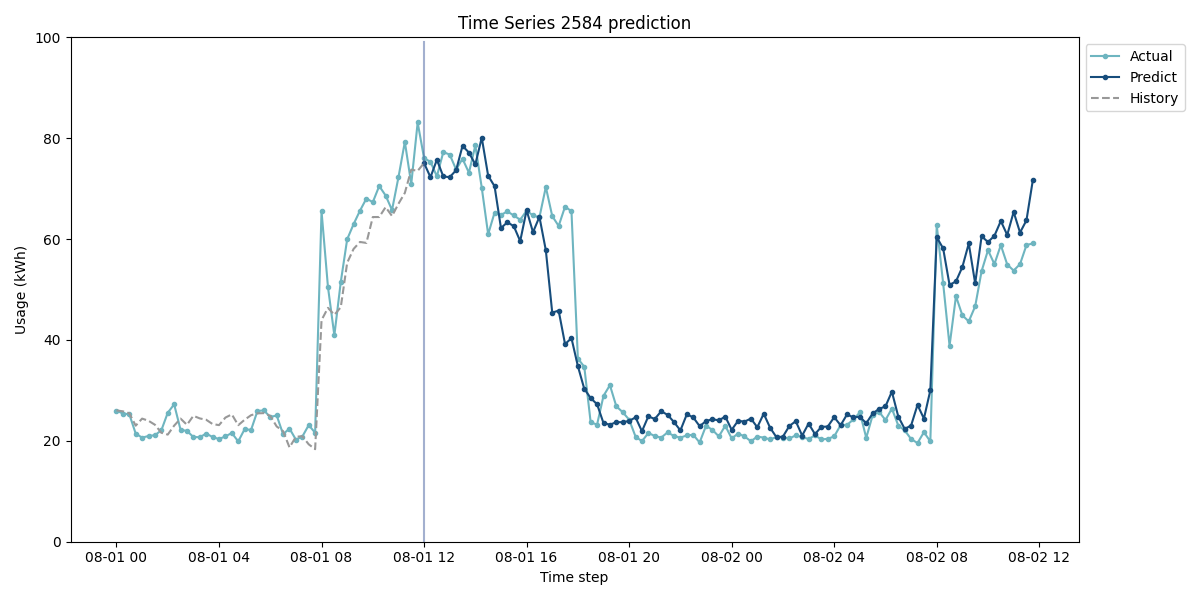 Time Series 2584 prediction
100
80
60
40
20
0
Usage (kWh)
08-01 00
08-01 04
08-01 08
08-01 12
08-01 16
08-01 20
08-02 00
08-02 04
08-02 08
08-02 12
Time step
Actual
Predict
History